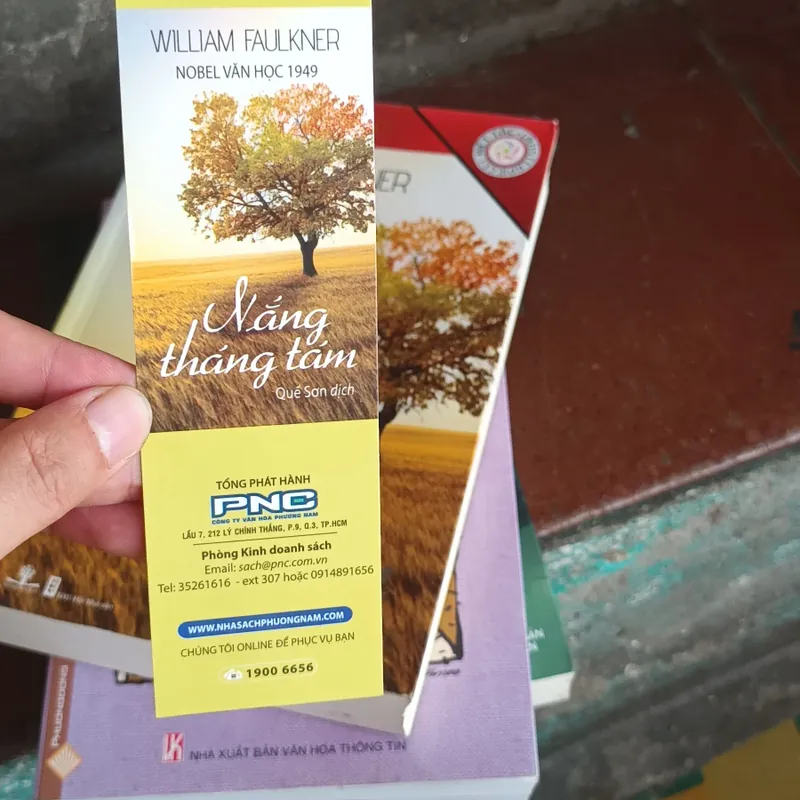 WILLIAM FAULKNER
NOBEL VĂN HỌC 1949
Nắng
tháng tám
Quế Sơn dịch
TỔNG PHÁT HÀNH
PNC
CÔNG TY VĂN HÓA PHƯƠNG NAM
LẦU 7, 212 LÝ CHÍNH THẮNG, P.9, Q.3, TP.HCM
Phòng Kinh doanh sách
Email: sach@pnc.com.vn
Tel: 35261616 - ext 307 hoặc 0914891656
WWW.NHASACHPHUONGNAM.COM
CHÚNG TÔI ONLINE ĐỂ PHỤC VỤ BẠN
1900 6656
NER
PHUONGDONG
NHÀ XUẤT BẢN VĂN HÓA THÔNG TIN